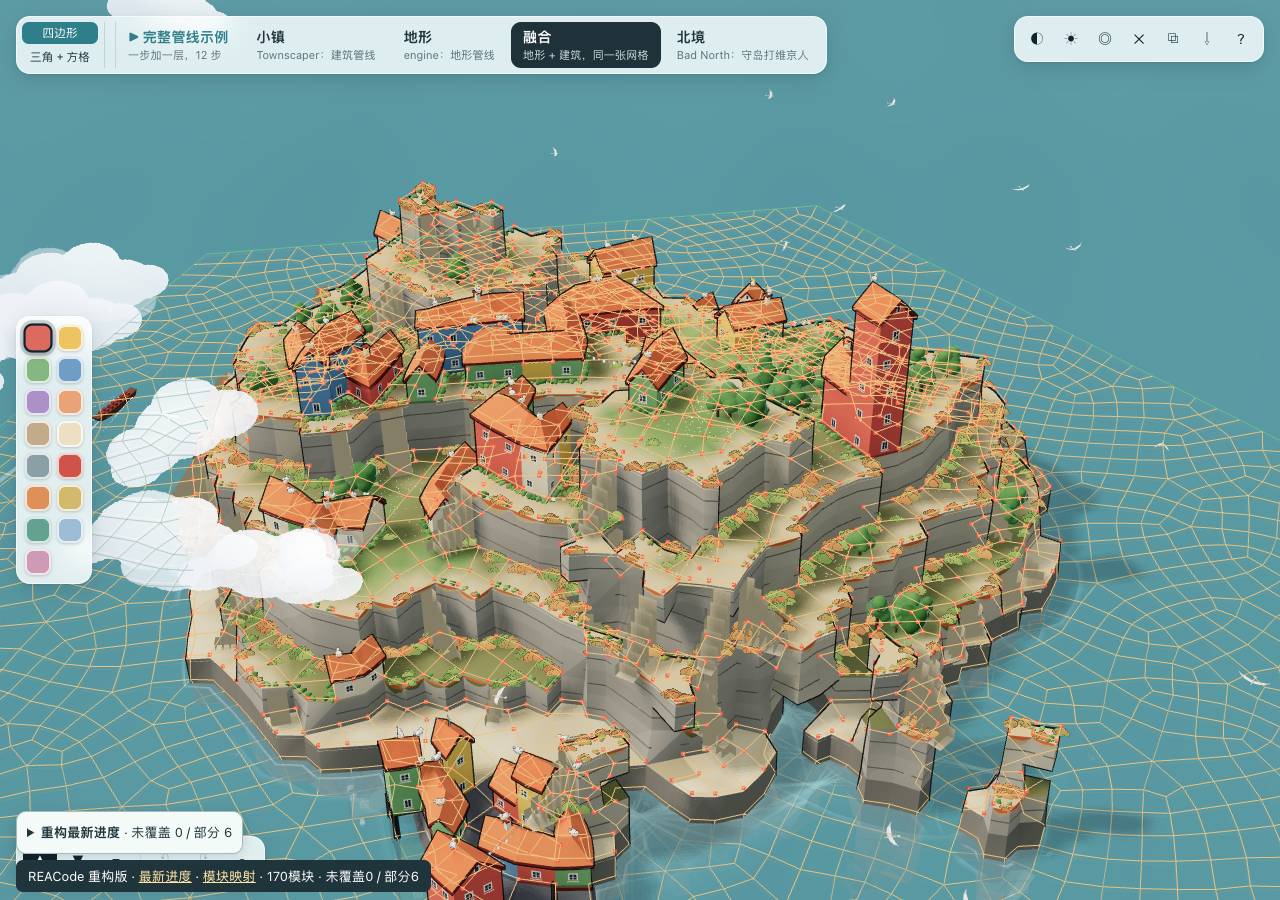 四边形
三角 + 方格
▶ 完整管线示例
一步加一层，12 步
小镇
Townscaper：建筑管线
地形
engine：地形管线
融合
地形 + 建筑，同一张网格
北境
Bad North：守岛打维京人
?
▶ 重构最新进度 · 未覆盖 0 / 部分 6
REACode 重构版 · 最新进度 · 模块映射 · 170模块 · 未覆盖0 / 部分6